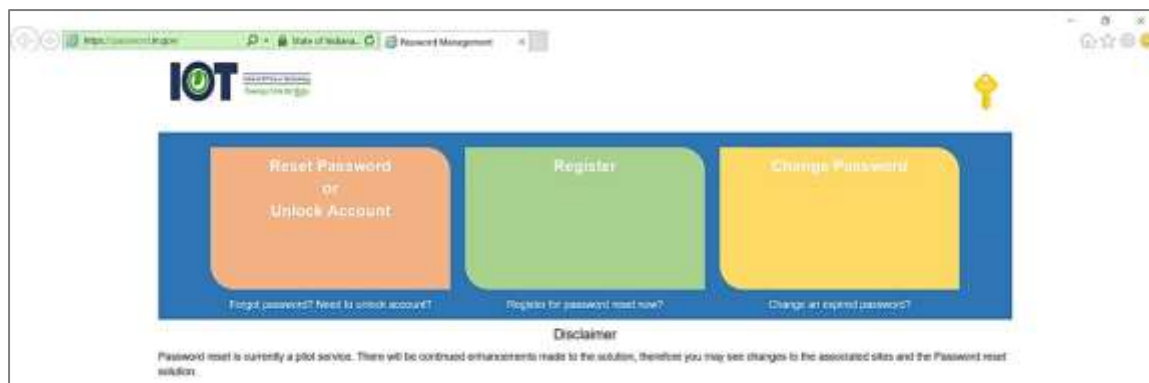 https://password.in.gov/
State of Indiana...
Password Management
IOT
Reset Password
or
Unlock Account
Register
Change Password
Forgot password? Need to unlock account?
Register for password reset now?
Change an expired password?
Disclaimer
Password reset is currently a pilot service. There will be continued enhancements made to the solution, therefore you may see changes to the associated sites and the Password reset
solution.